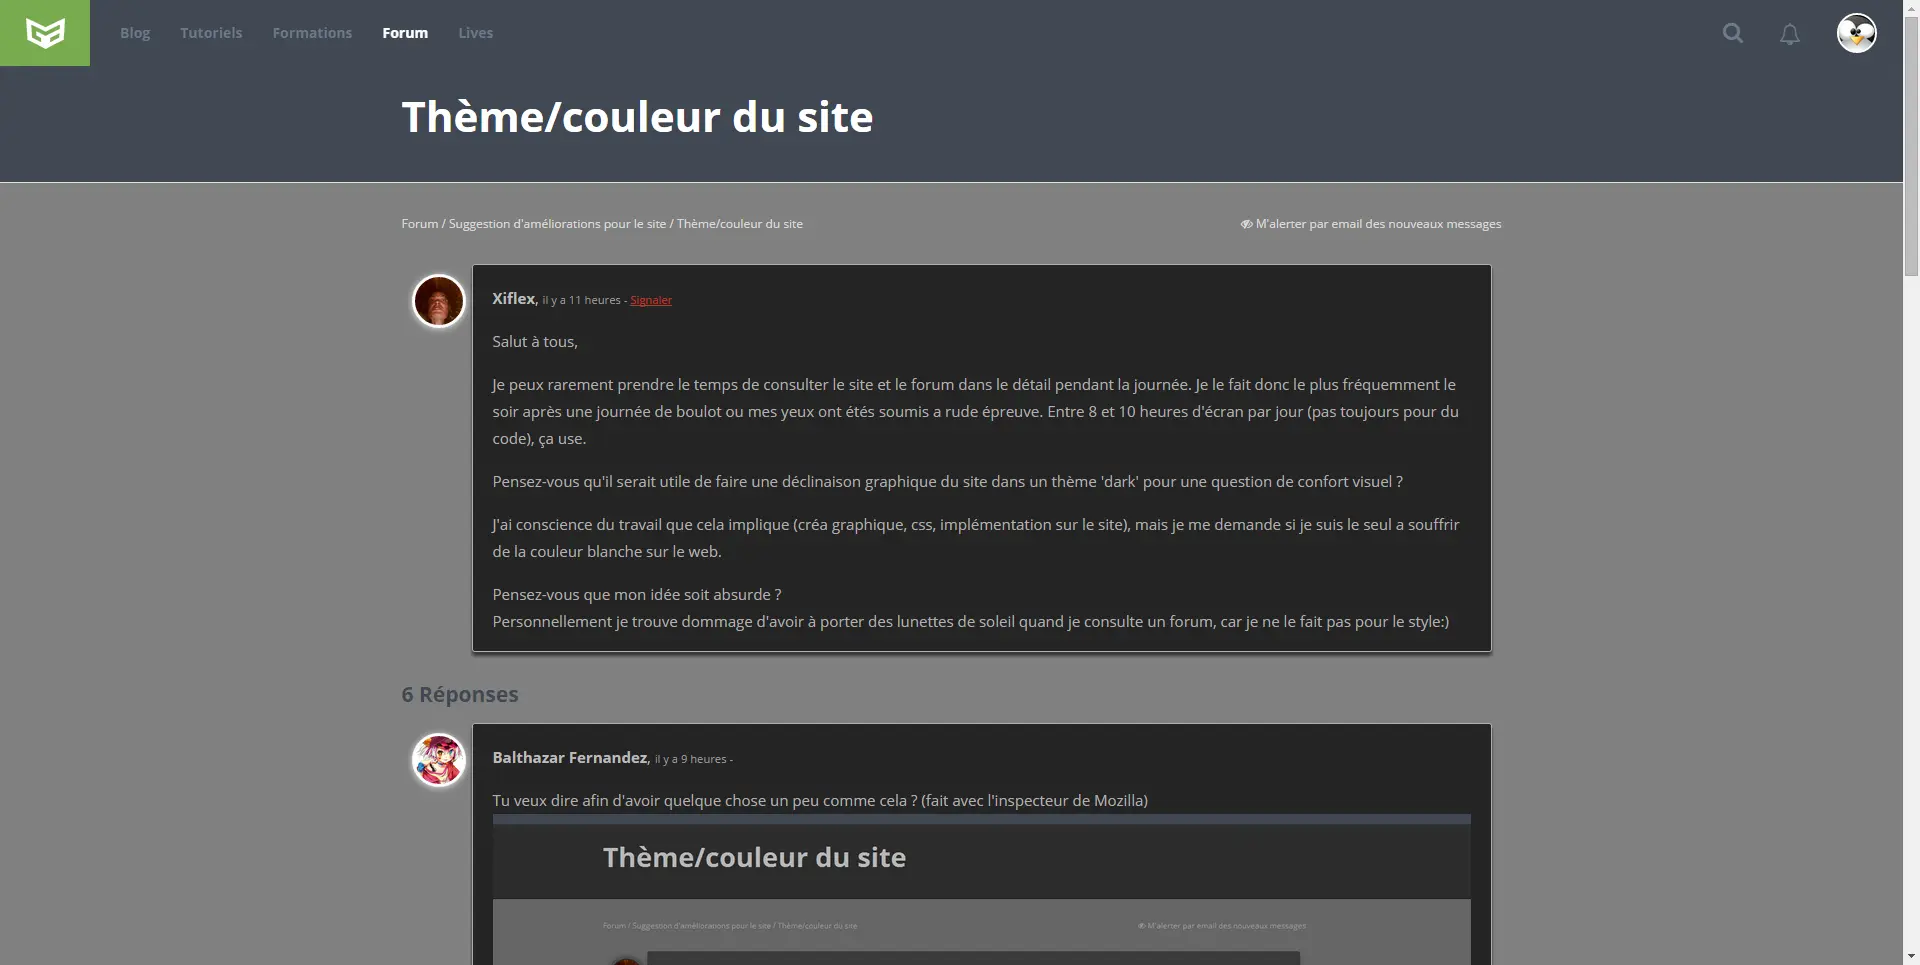 Blog Tutoriels Formations Forum Lives
Thème/couleur du site
Forum / Suggestion d'améliorations pour le site / Thème/couleur du site
M'alerter par email des nouveaux messages
Xiflex, il y a 11 heures - Signaler
Salut à tous,
Je peux rarement prendre le temps de consulter le site et le forum dans le détail pendant la journée. Je le fait donc le plus fréquemment le
soir après une journée de boulot ou mes yeux ont étés soumis a rude épreuve. Entre 8 et 10 heures d'écran par jour (pas toujours pour du
code), ça use.
Pensez-vous qu'il serait utile de faire une déclinaison graphique du site dans un thème 'dark' pour une question de confort visuel ?
J'ai conscience du travail que cela implique (créa graphique, css, implémentation sur le site), mais je me demande si je suis le seul a souffrir
de la couleur blanche sur le web.
Pensez-vous que mon idée soit absurde ?
Personnellement je trouve dommage d'avoir à porter des lunettes de soleil quand je consulte un forum, car je ne le fait pas pour le style:)
6 Réponses
Balthazar Fernandez, il y a 9 heures -
Tu veux dire afin d'avoir quelque chose un peu comme cela ? (fait avec l'inspecteur de Mozilla)
Thème/couleur du site
Forum / Suggestion d'améliorations pour le site / Thème/couleur du site
M'alerter par email des nouveaux messages